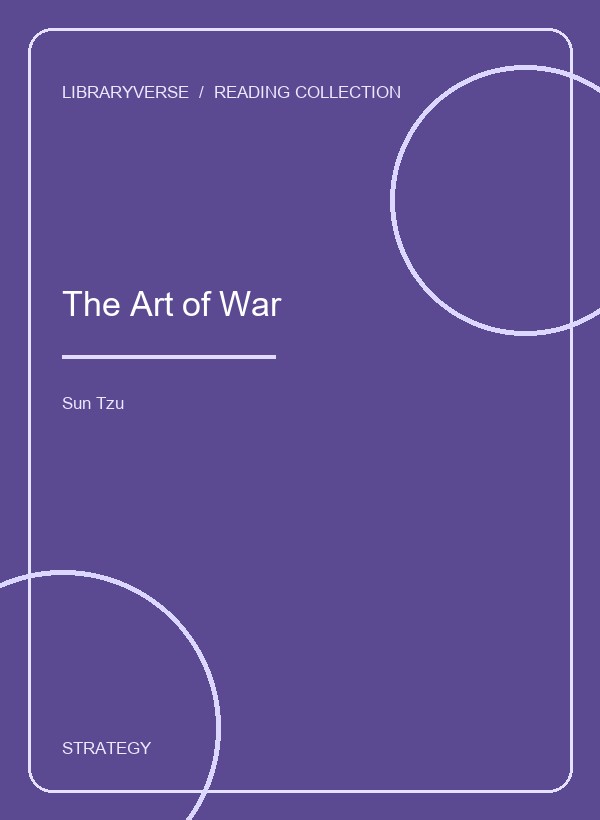 LIBRARYVERSE / READING COLLECTION
The Art of War
Sun Tzu
STRATEGY